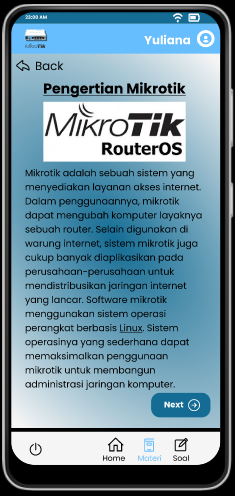 23:00 AM
MikroTik
Yuliana
Back
Pengertian Mikrotik
MikroTik
RouterOS
Mikrotik adalah sebuah sistem yang
menyediakan layanan akses internet.
Dalam penggunaannya, mikrotik
dapat mengubah komputer layaknya
sebuah router. Selain digunakan di
warung internet, sistem mikrotik juga
cukup banyak diaplikasikan pada
perusahaan-perusahaan untuk
mendistribusikan jaringan internet
yang lancar. Software mikrotik
menggunakan sistem operasi
perangkat berbasis Linux. Sistem
operasinya yang sederhana dapat
memaksimalkan penggunaan
mikrotik untuk membangun
administrasi jaringan komputer.
Next
Home Materi Soal